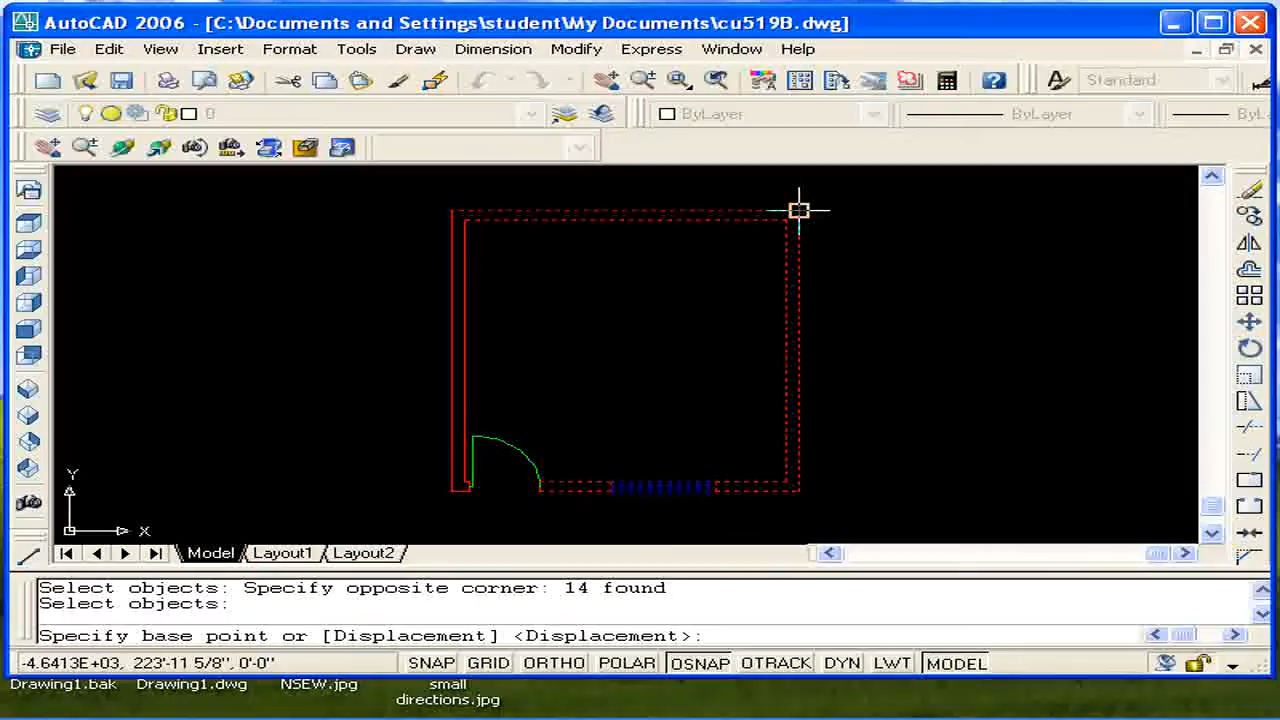 AutoCAD 2006 - [C:\Documents and Settings\student\My Documents\cu519B.dwg]
File Edit View Insert Format Tools Draw Dimension Modify Express Window Help
Standard
0 ByLayer ByLayer ByL
Y
X
Model Layout1 Layout2
Select objects: Specify opposite corner: 14 found
Select objects:
Specify base point or [Displacement] <Displacement>:
-4.6413E+03, 223'-11 5/8", 0'-0" SNAP GRID ORTHO POLAR OSNAP OTRACK DYN LWT MODEL
Drawing1.bak Drawing1.dwg NSEW.jpg small
directions.jpg